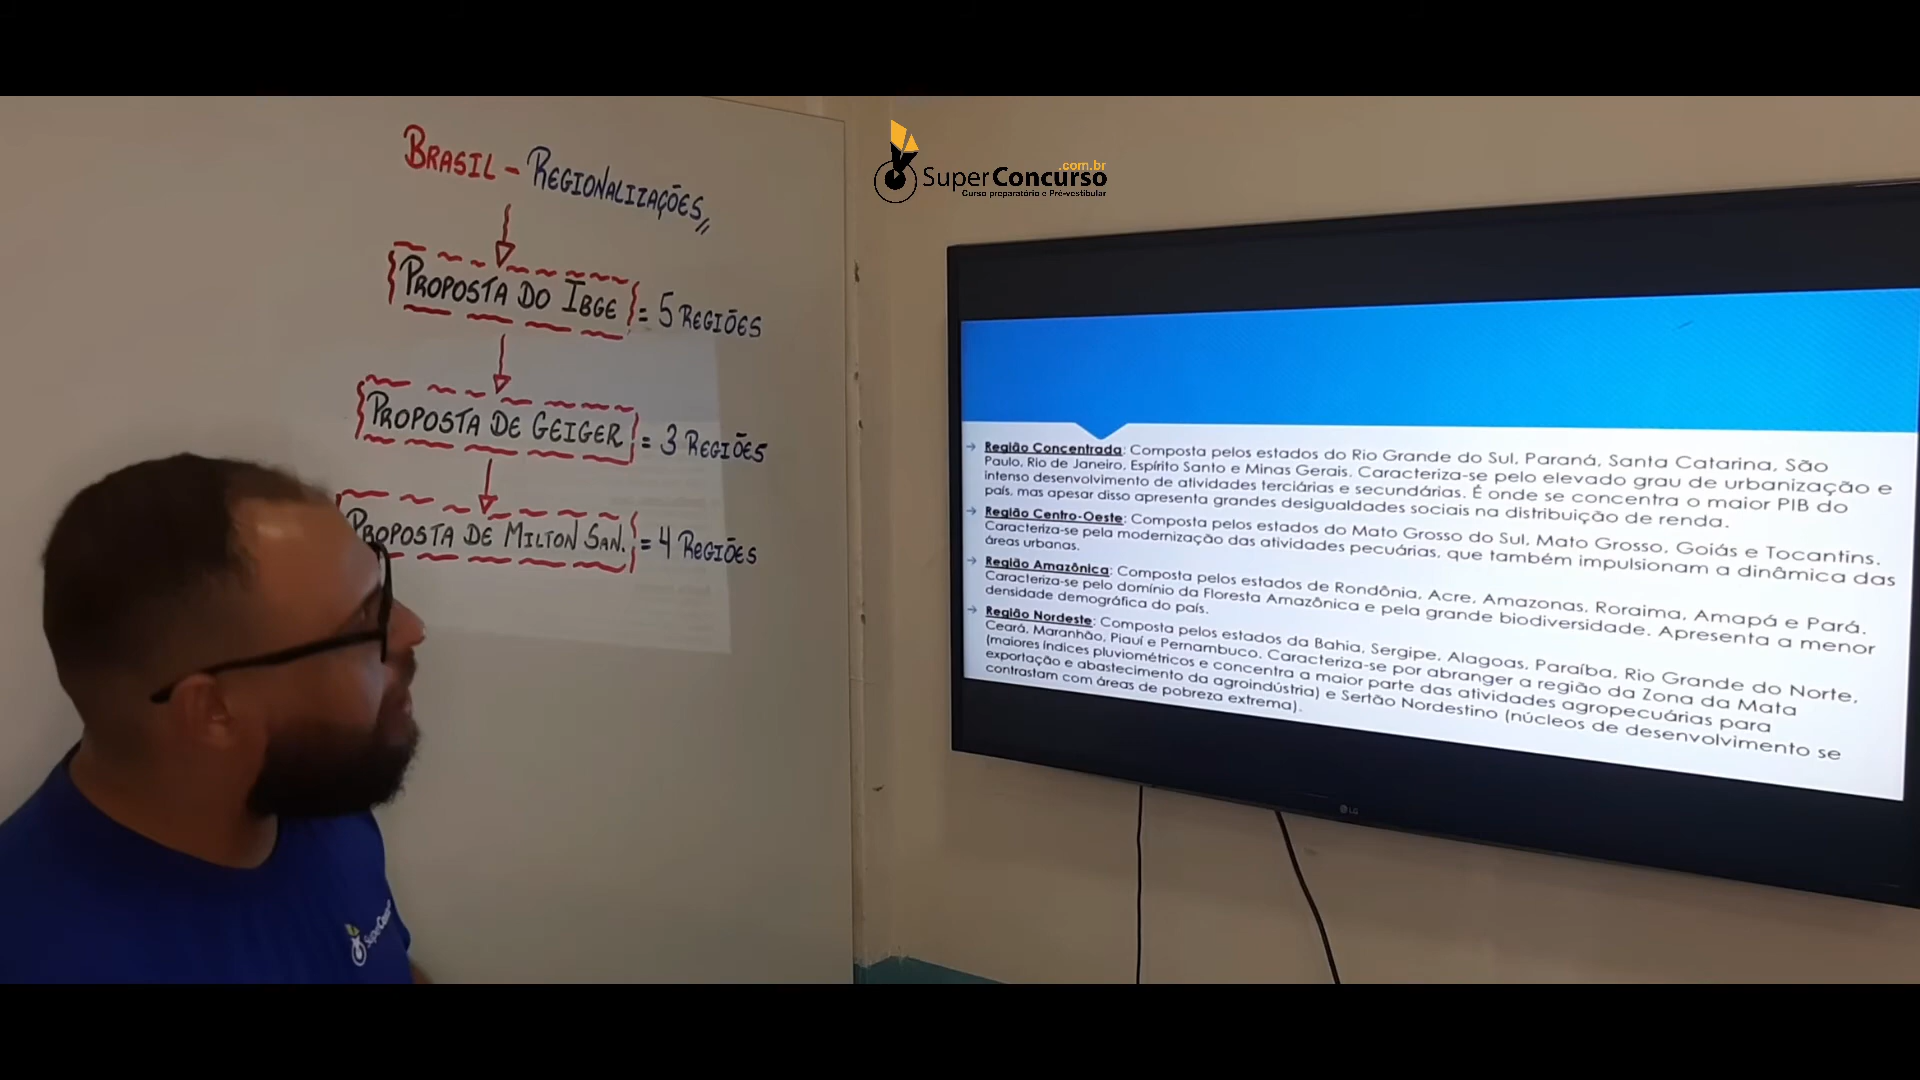 BRASIL - REGIONALIZAÇÕES,,
PROPOSTA DO IBGE = 5 REGIÕES
PROPOSTA DE GEIGER = 3 REGIÕES
PROPOSTA DE MILTON SAN. = 4 REGIÕES
.com.br
SuperConcurso
Curso preparatório e Pré-vestibular
→ Região Concentrada: Composta pelos estados do Rio Grande do Sul, Paraná, Santa Catarina, São
Paulo, Rio de Janeiro, Espírito Santo e Minas Gerais. Caracteriza-se pelo elevado grau de urbanização e
intenso desenvolvimento de atividades terciárias e secundárias. É onde se concentra o maior PIB do
país, mas apesar disso apresenta grandes desigualdades sociais na distribuição de renda.
→ Região Centro-Oeste: Composta pelos estados do Mato Grosso do Sul, Mato Grosso, Goiás e Tocantins.
Caracteriza-se pela modernização das atividades pecuárias, que também impulsionam a dinâmica das
áreas urbanas.
→ Região Amazônica: Composta pelos estados de Rondônia, Acre, Amazonas, Roraima, Amapá e Pará.
Caracteriza-se pelo domínio da Floresta Amazônica e pela grande biodiversidade. Apresenta a menor
densidade demográfica do país.
→ Região Nordeste: Composta pelos estados da Bahia, Sergipe, Alagoas, Paraíba, Rio Grande do Norte,
Ceará, Maranhão, Piauí e Pernambuco. Caracteriza-se por abranger a região da Zona da Mata
(maiores índices pluviométricos e concentra a maior parte das atividades agropecuárias para
exportação e abastecimento da agroindústria) e Sertão Nordestino (núcleos de desenvolvimento se
contrastam com áreas de pobreza extrema).
LG
SuperConcurso